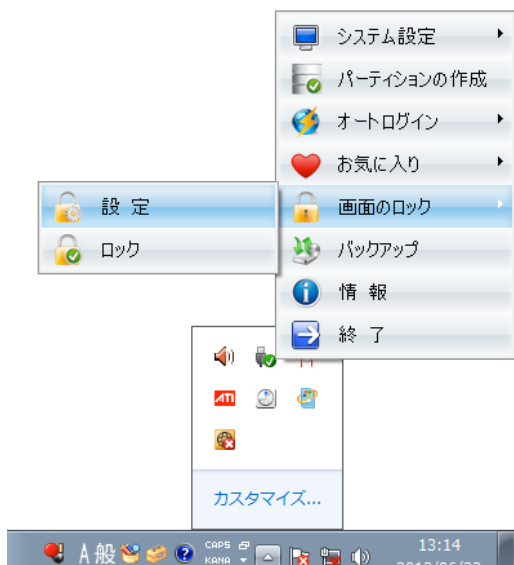 システム設定
パーティションの作成
オートログイン
お気に入り
設 定
画面のロック
ロック
バックアップ
情 報
終 了
ATI
カスタマイズ...
A 般
CAPS
KANA
13:14